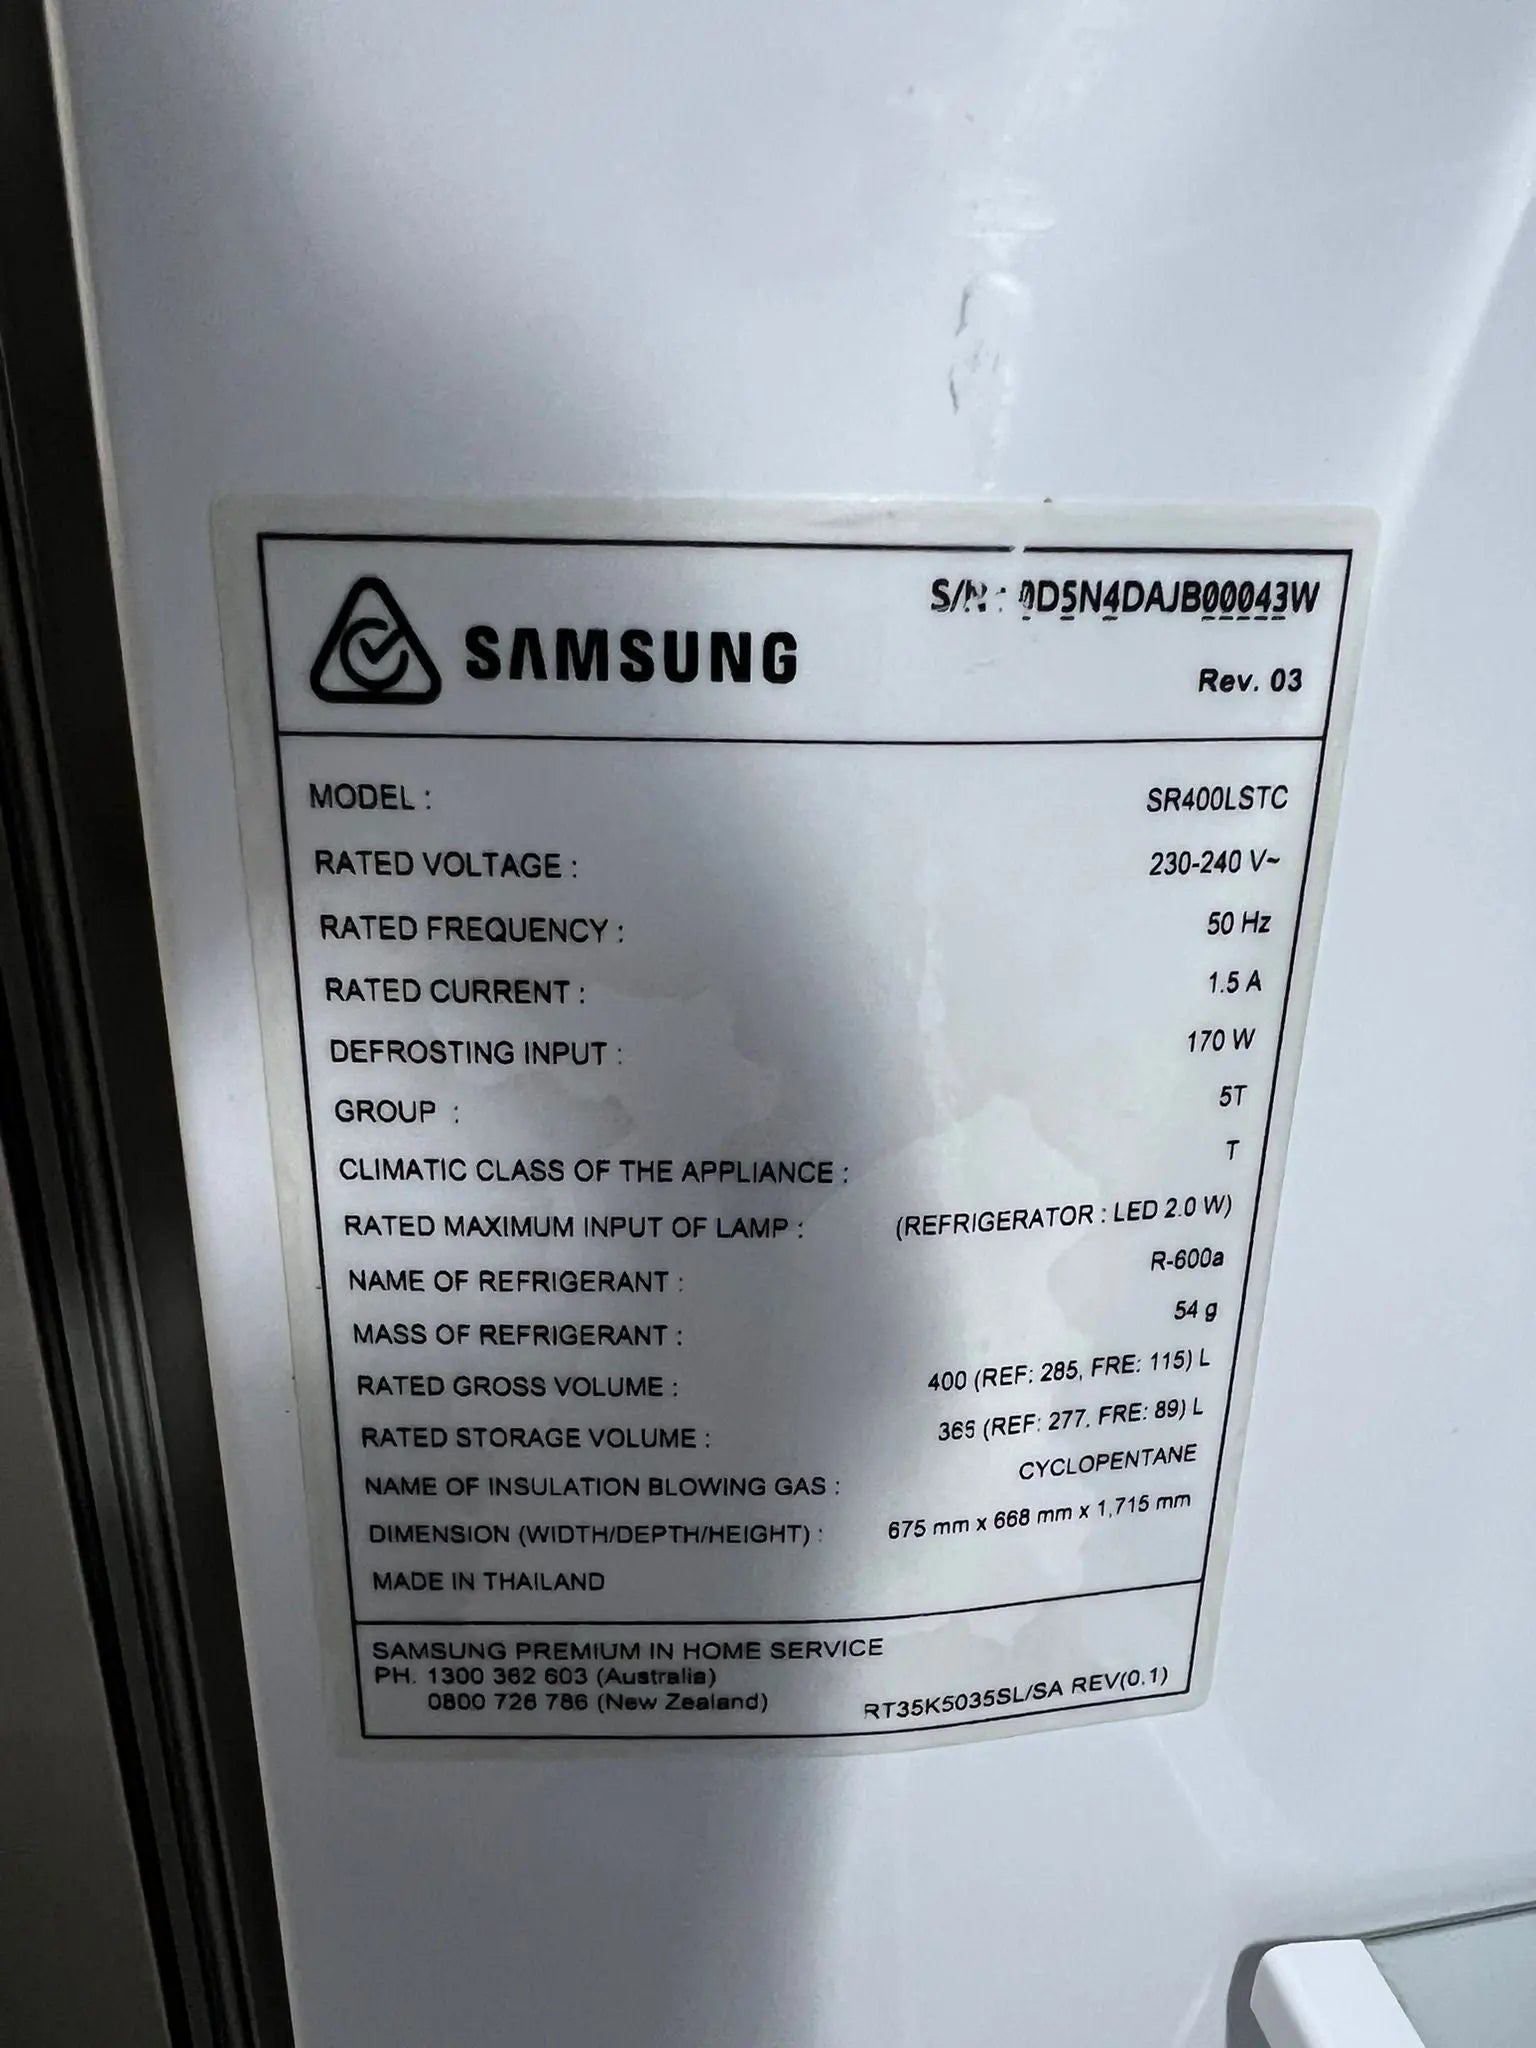 SAMSUNG
S/N : 0D5N4DAJB00043W
Rev. 03
MODEL : SR400LSTC
RATED VOLTAGE : 230-240 V~
RATED FREQUENCY : 50 Hz
RATED CURRENT : 1.5 A
DEFROSTING INPUT : 170 W
GROUP : 5T
CLIMATIC CLASS OF THE APPLIANCE : T
RATED MAXIMUM INPUT OF LAMP : (REFRIGERATOR : LED 2.0 W)
NAME OF REFRIGERANT : R-600a
MASS OF REFRIGERANT : 54 g
RATED GROSS VOLUME : 400 (REF: 285, FRE: 115) L
RATED STORAGE VOLUME : 366 (REF: 277, FRE: 89) L
NAME OF INSULATION BLOWING GAS : CYCLOPENTANE
DIMENSION (WIDTH/DEPTH/HEIGHT) : 675 mm x 668 mm x 1,715 mm
MADE IN THAILAND
SAMSUNG PREMIUM IN HOME SERVICE
PH. 1300 362 603 (Australia)
0800 726 786 (New Zealand)
RT35K5035SL/SA REV(0.1)